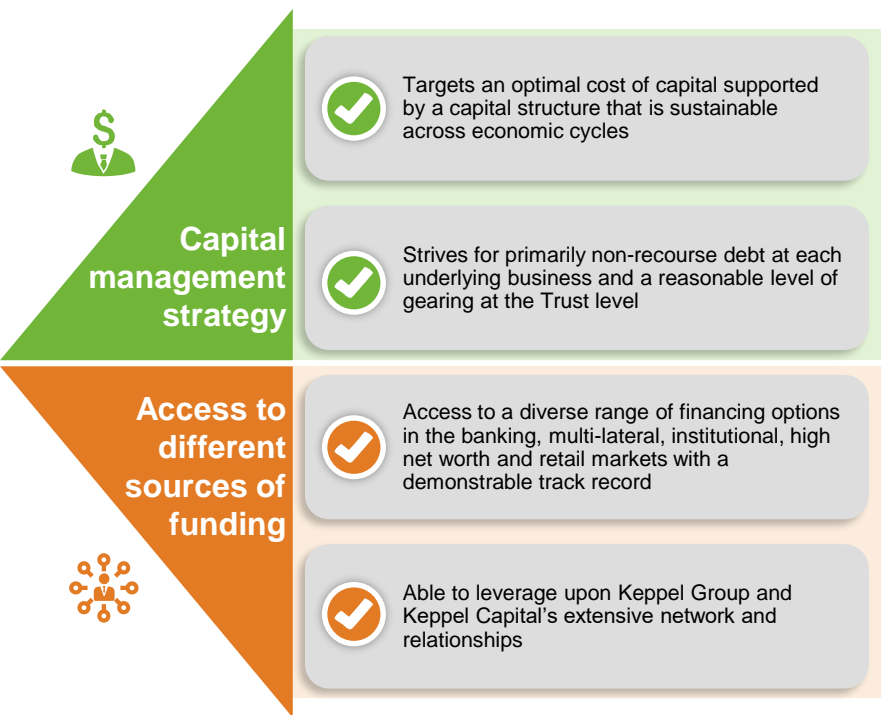 Capital
management
strategy
Targets an optimal cost of capital supported
by a capital structure that is sustainable
across economic cycles
Strives for primarily non-recourse debt at each
underlying business and a reasonable level of
gearing at the Trust level
Access to
different
sources of
funding
Access to a diverse range of financing options
in the banking, multi-lateral, institutional, high
net worth and retail markets with a
demonstrable track record
Able to leverage upon Keppel Group and
Keppel Capital’s extensive network and
relationships